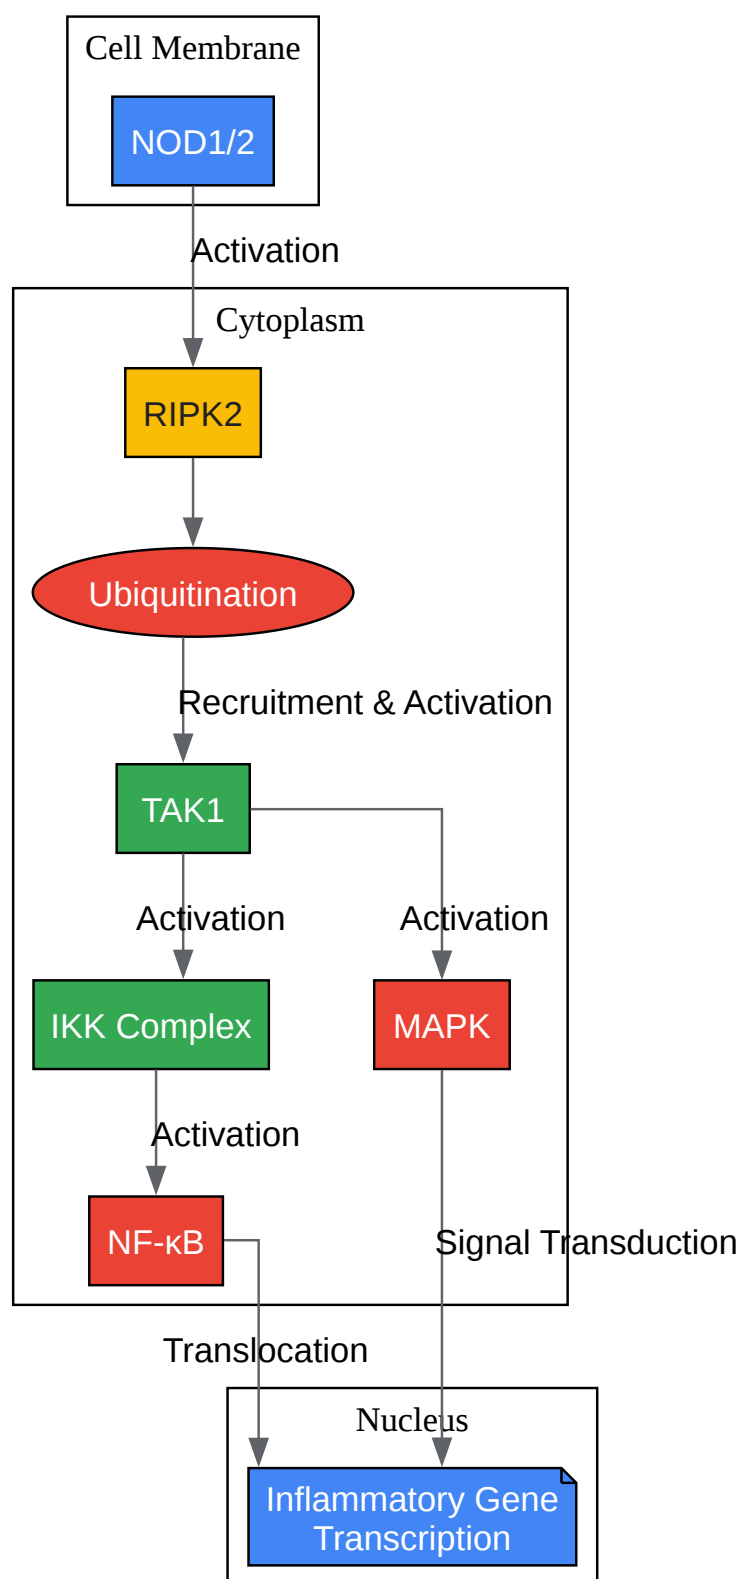 Cell Membrane
NOD1/2
Activation
Cytoplasm
RIPK2
Ubiquitination
Recruitment & Activation
TAK1
Activation
Activation
IKK Complex
MAPK
Activation
NF-κB
Signal Transduction
Translocation
Nucleus
Inflammatory Gene
Transcription